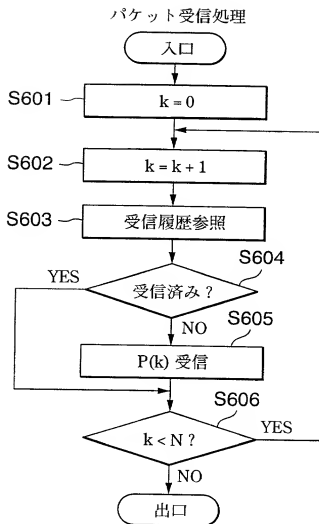 パケット受信処理
入口
S601
k = 0
S602
k = k + 1
S603
受信履歴参照
S604
YES
受信済み？
NO
S605
P(k) 受信
S606
k < N ?
YES
NO
出口